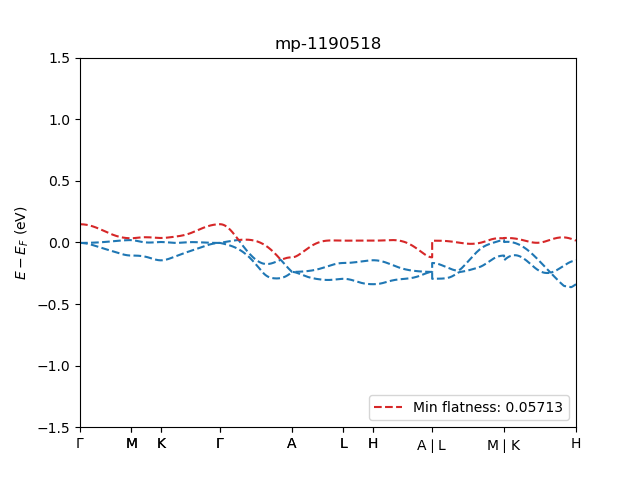 mp-1190518
E − E_F (eV)
1.5
1.0
0.5
0.0
−0.5
−1.0
−1.5
Γ M K Γ A L H A | L M | K H
Min flatness: 0.05713